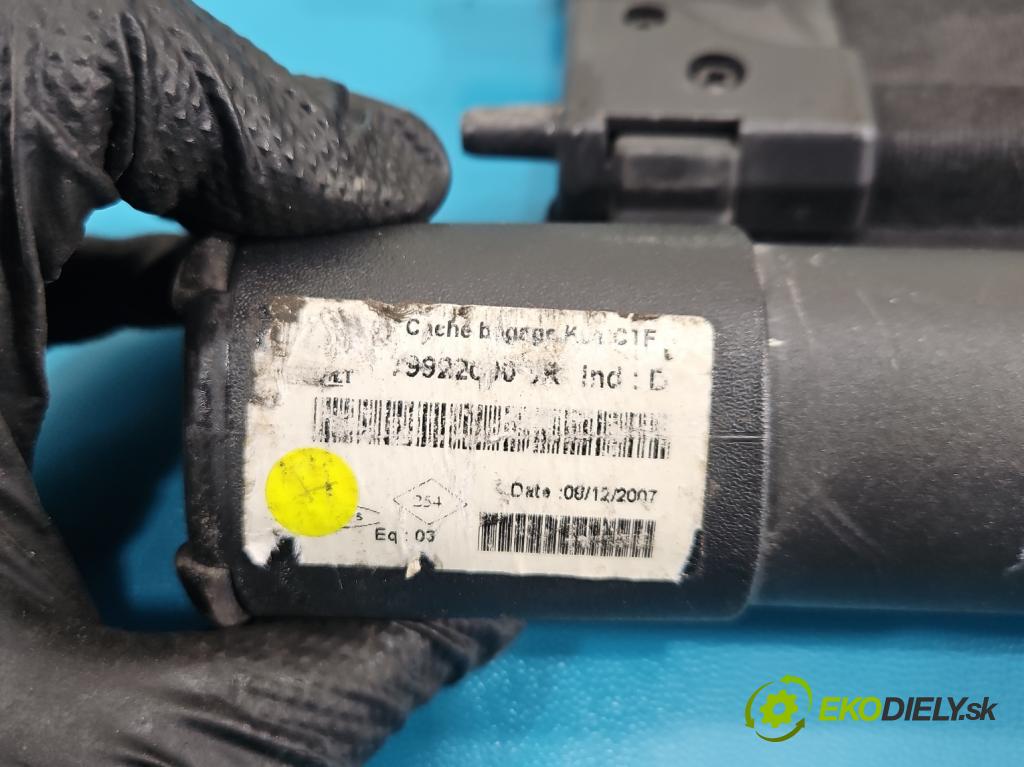 Cache bagage
Ind : D
254
Date :08/12/2007
Eq : 03
EKODIELY.sk